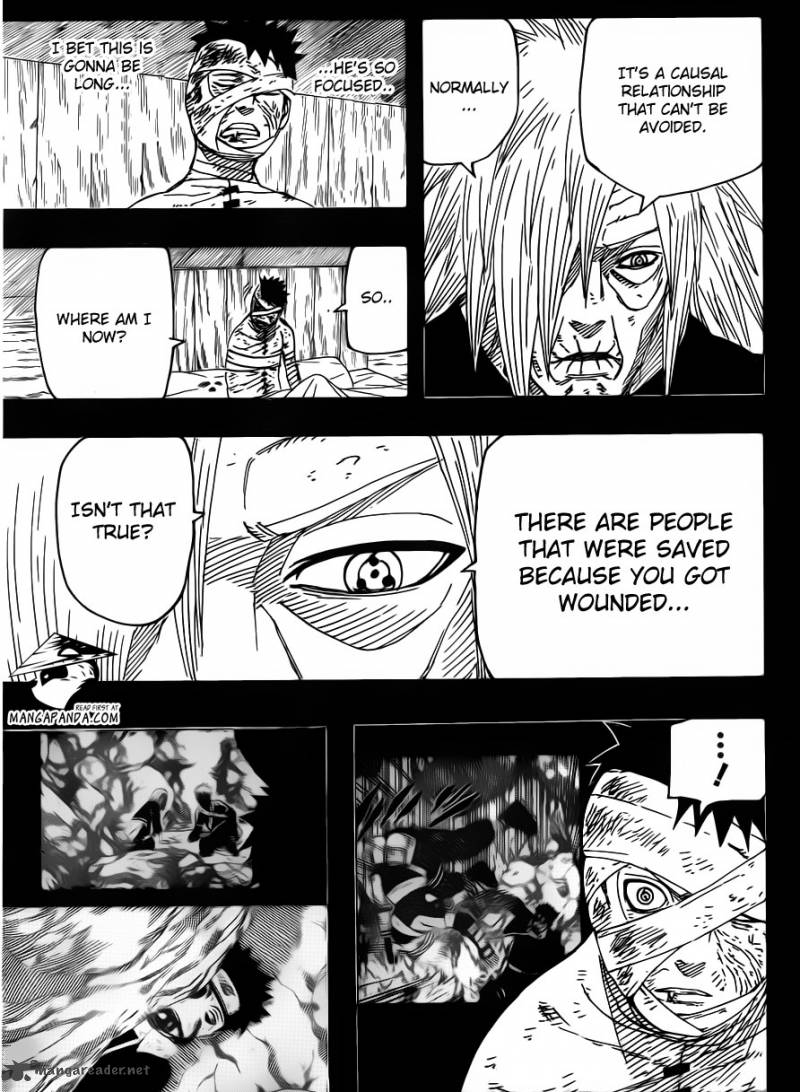 IT'S A CAUSAL
RELATIONSHIP
THAT CAN'T BE
AVOIDED.
NORMALLY
...
...HE'S SO
FOCUSED..
I BET THIS IS
GONNA BE
LONG...
SO..
WHERE AM I
NOW?
THERE ARE PEOPLE
THAT WERE SAVED
BECAUSE YOU GOT
WOUNDED...
ISN'T THAT
TRUE?
READ FIRST AT
MANGAPANDA.COM
...!
mangareader.net